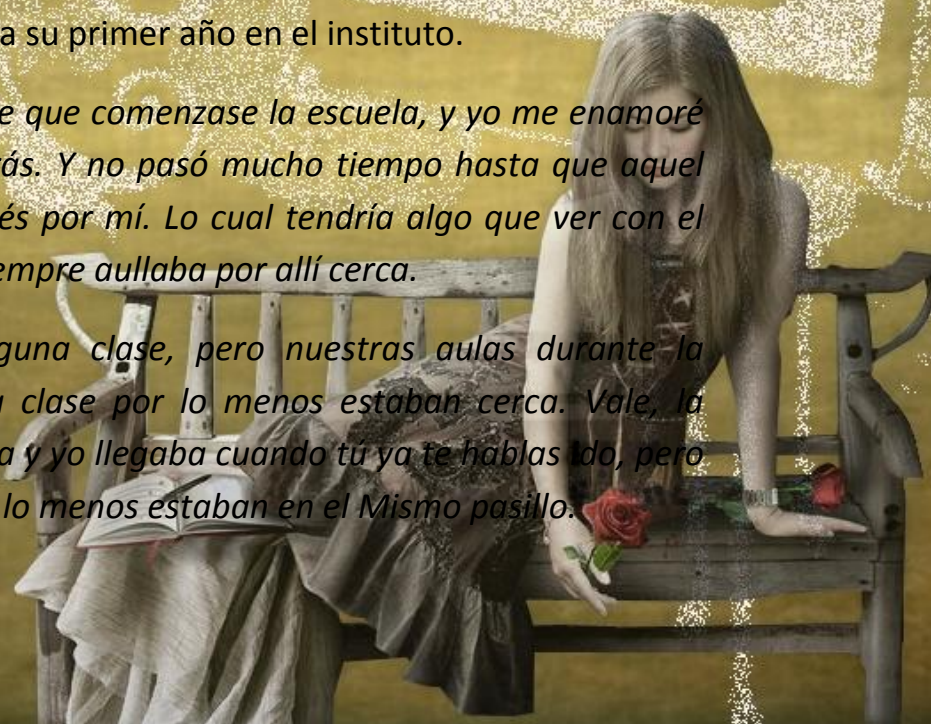 a su primer año en el instituto.
e que comenzase la escuela, y yo me enamoré
ás. Y no pasó mucho tiempo hasta que aquel
és por mí. Lo cual tendría algo que ver con el
empre aullaba por allí cerca.
guna clase, pero nuestras aulas durante la
a clase por lo menos estaban cerca. Vale, la
a y yo llegaba cuando tú ya te hablas ido, pero
lo menos estaban en el Mismo pasillo.